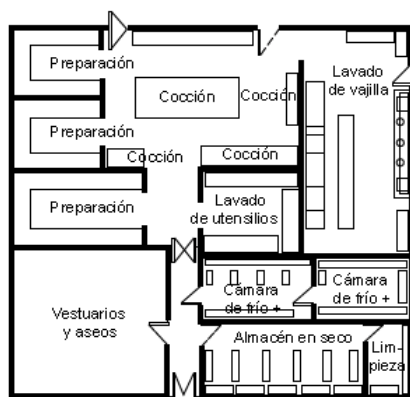 Preparación
Cocción
Cocción
Lavado
de vajilla
Preparación
Cocción
Cocción
Preparación
Lavado
de utensilios
Cámara
de frío +
Cámara
de frío +
Vestuarios
y aseos
Almacén en seco
Lim-
pieza